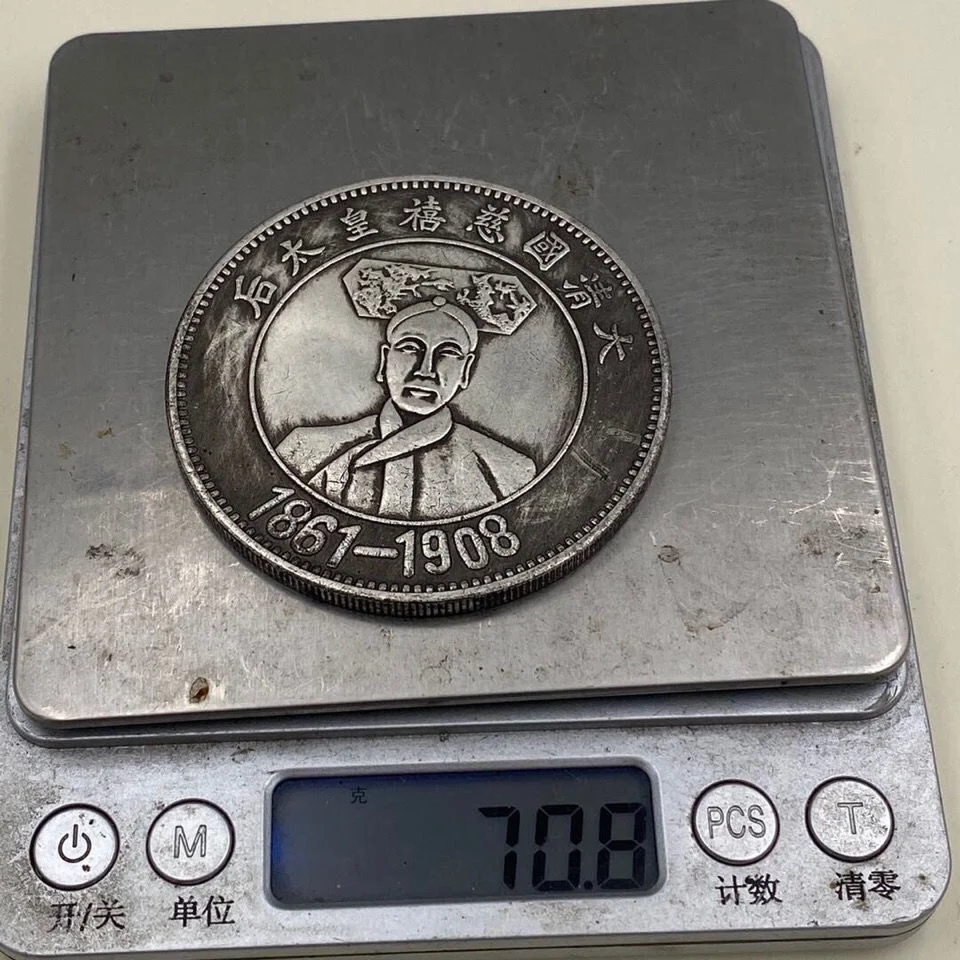 大清國慈禧皇太后
1861-1908
克
70.8
M
PCS
T
开/关
单位
计数
清零